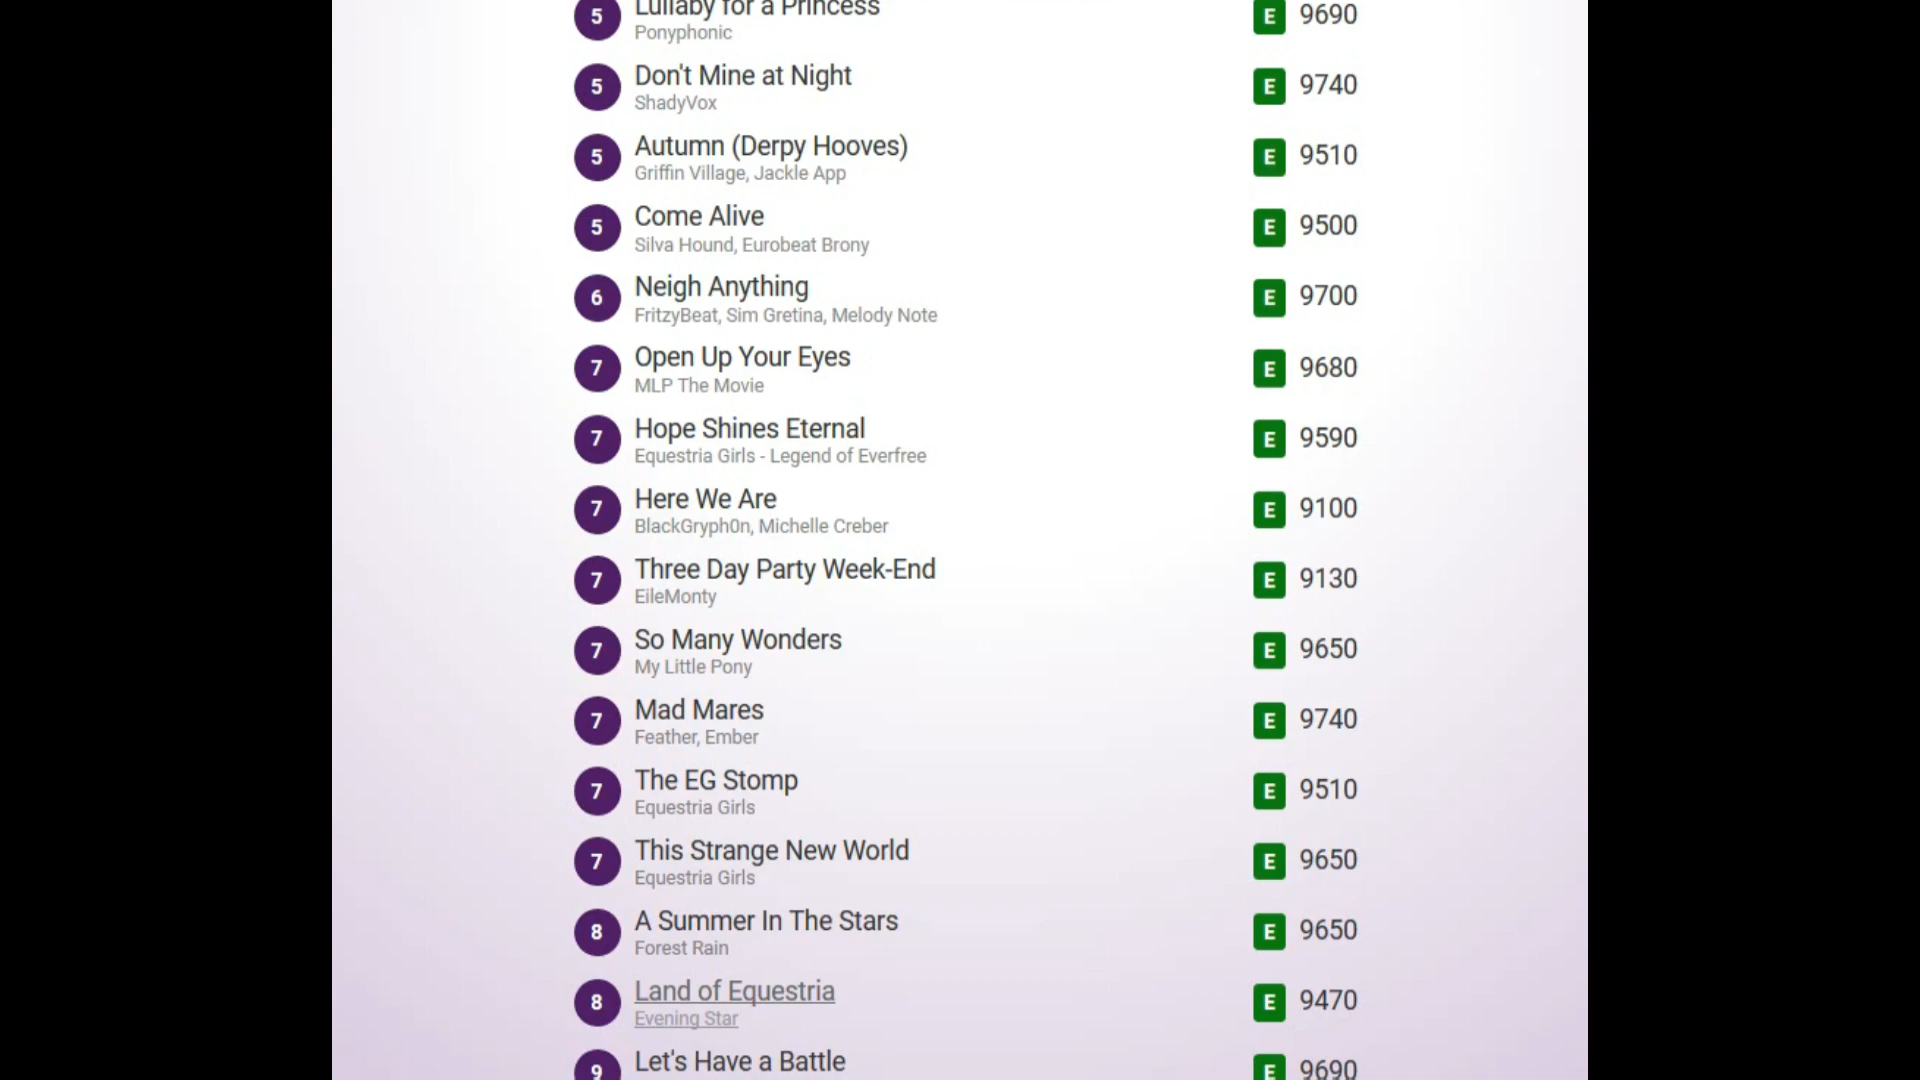 5 Lullaby for a Princess E 9690
Ponyphonic
5 Don't Mine at Night E 9740
ShadyVox
5 Autumn (Derpy Hooves) E 9510
Griffin Village, Jackle App
5 Come Alive E 9500
Silva Hound, Eurobeat Brony
6 Neigh Anything E 9700
FritzyBeat, Sim Gretina, Melody Note
7 Open Up Your Eyes E 9680
MLP The Movie
7 Hope Shines Eternal E 9590
Equestria Girls - Legend of Everfree
7 Here We Are E 9100
BlackGryph0n, Michelle Creber
7 Three Day Party Week-End E 9130
EileMonty
7 So Many Wonders E 9650
My Little Pony
7 Mad Mares E 9740
Feather, Ember
7 The EG Stomp E 9510
Equestria Girls
7 This Strange New World E 9650
Equestria Girls
8 A Summer In The Stars E 9650
Forest Rain
8 Land of Equestria E 9470
Evening Star
9 Let's Have a Battle E 9690